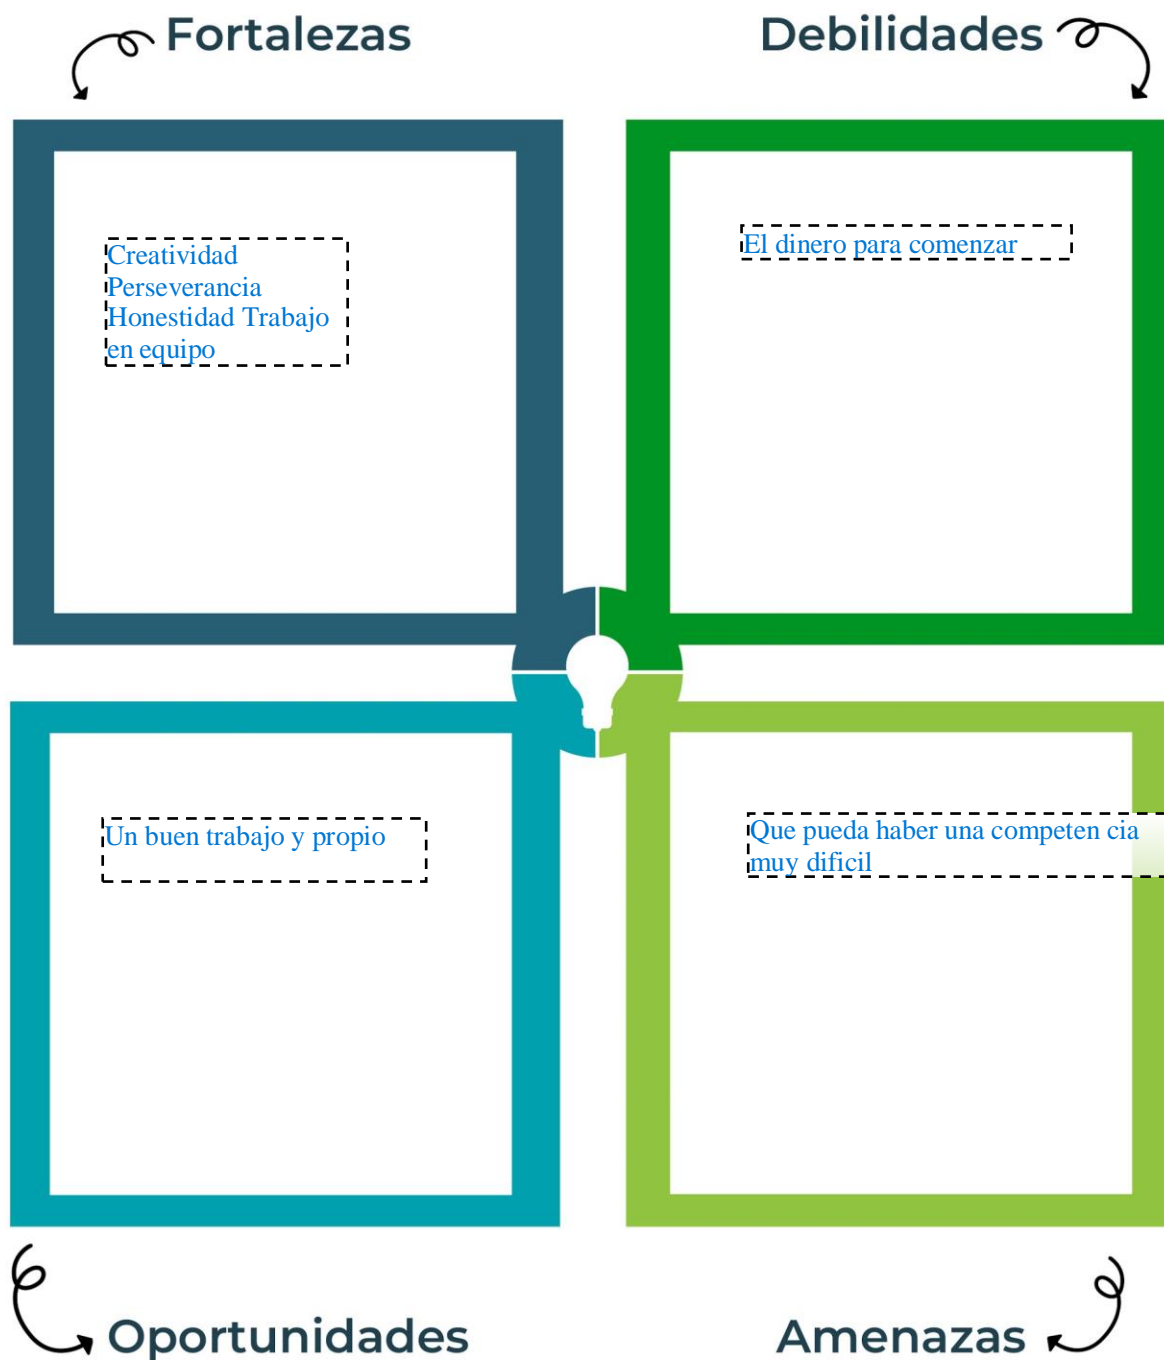 Fortalezas
Debilidades
Creatividad
Perseverancia
Honestidad Trabajo
en equipo
El dinero para comenzar
Un buen trabajo y propio
Que pueda haber una competen cia
muy dificil
Oportunidades
Amenazas